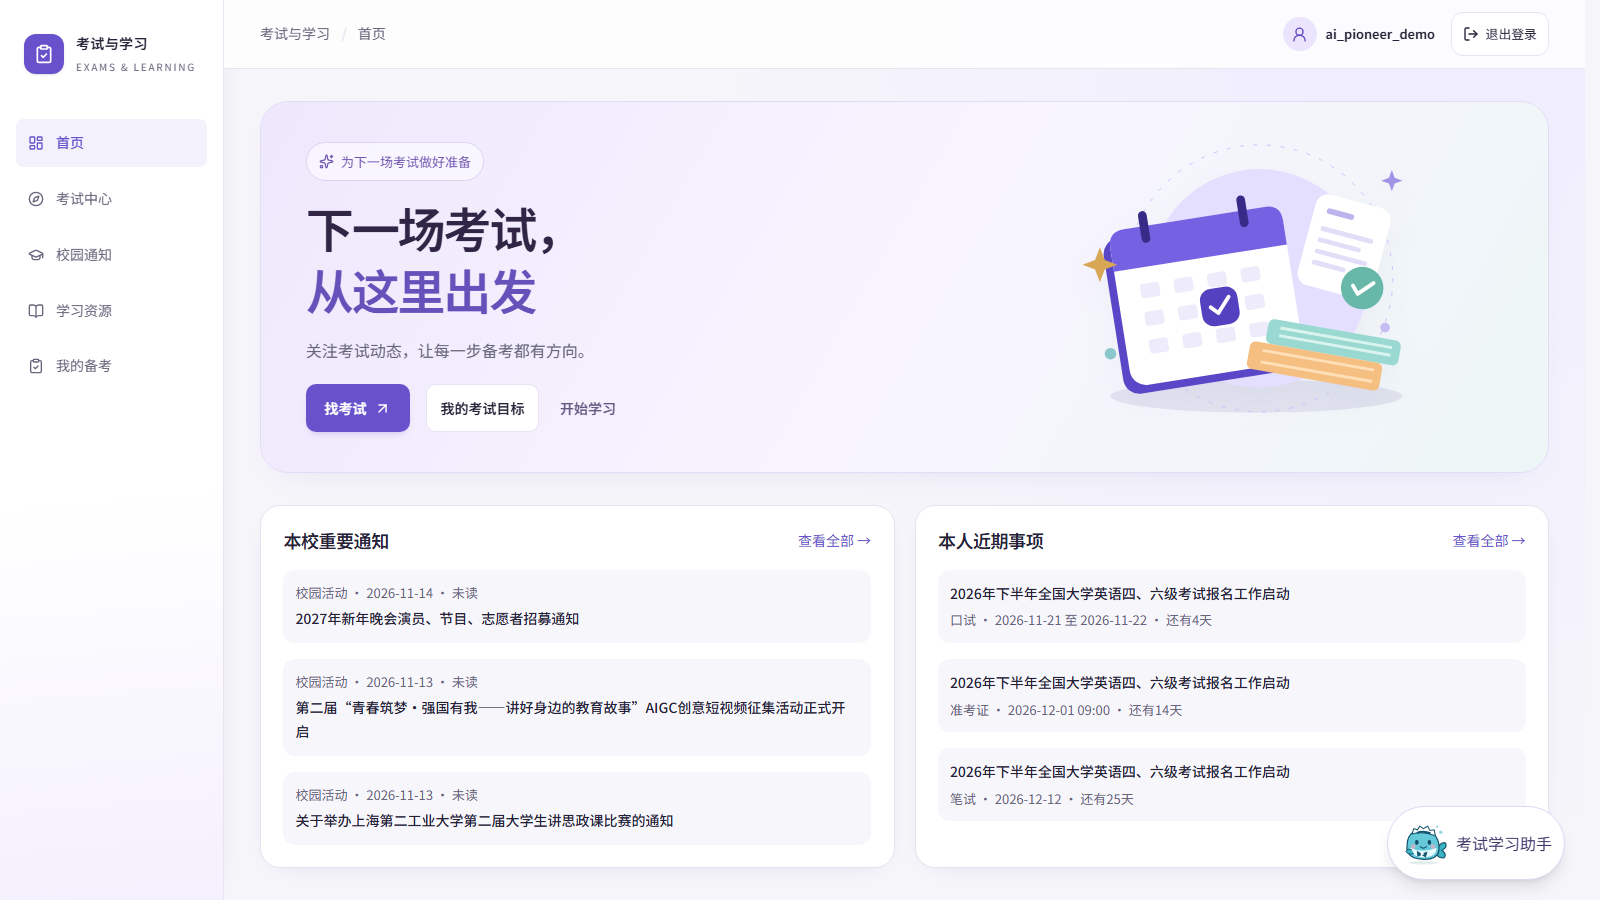 考试与学习
EXAMS & LEARNING
首页
考试中心
校园通知
学习资源
我的备考
考试与学习 / 首页
ai_pioneer_demo
退出登录
为下一场考试做好准备
下一场考试，
从这里出发
关注考试动态，让每一步备考都有方向。
找考试
我的考试目标
开始学习
本校重要通知
查看全部 →
校园活动 · 2026-11-14 · 未读
2027年新年晚会演员、节目、志愿者招募通知
校园活动 · 2026-11-13 · 未读
第二届“青春筑梦·强国有我——讲好身边的教育故事”AIGC创意短视频征集活动正式开
启
校园活动 · 2026-11-13 · 未读
关于举办上海第二工业大学第二届大学生讲思政课比赛的通知
本人近期事项
查看全部 →
2026年下半年全国大学英语四、六级考试报名工作启动
口试 · 2026-11-21 至 2026-11-22 · 还有4天
2026年下半年全国大学英语四、六级考试报名工作启动
准考证 · 2026-12-01 09:00 · 还有14天
2026年下半年全国大学英语四、六级考试报名工作启动
笔试 · 2026-12-12 · 还有25天
考试学习助手